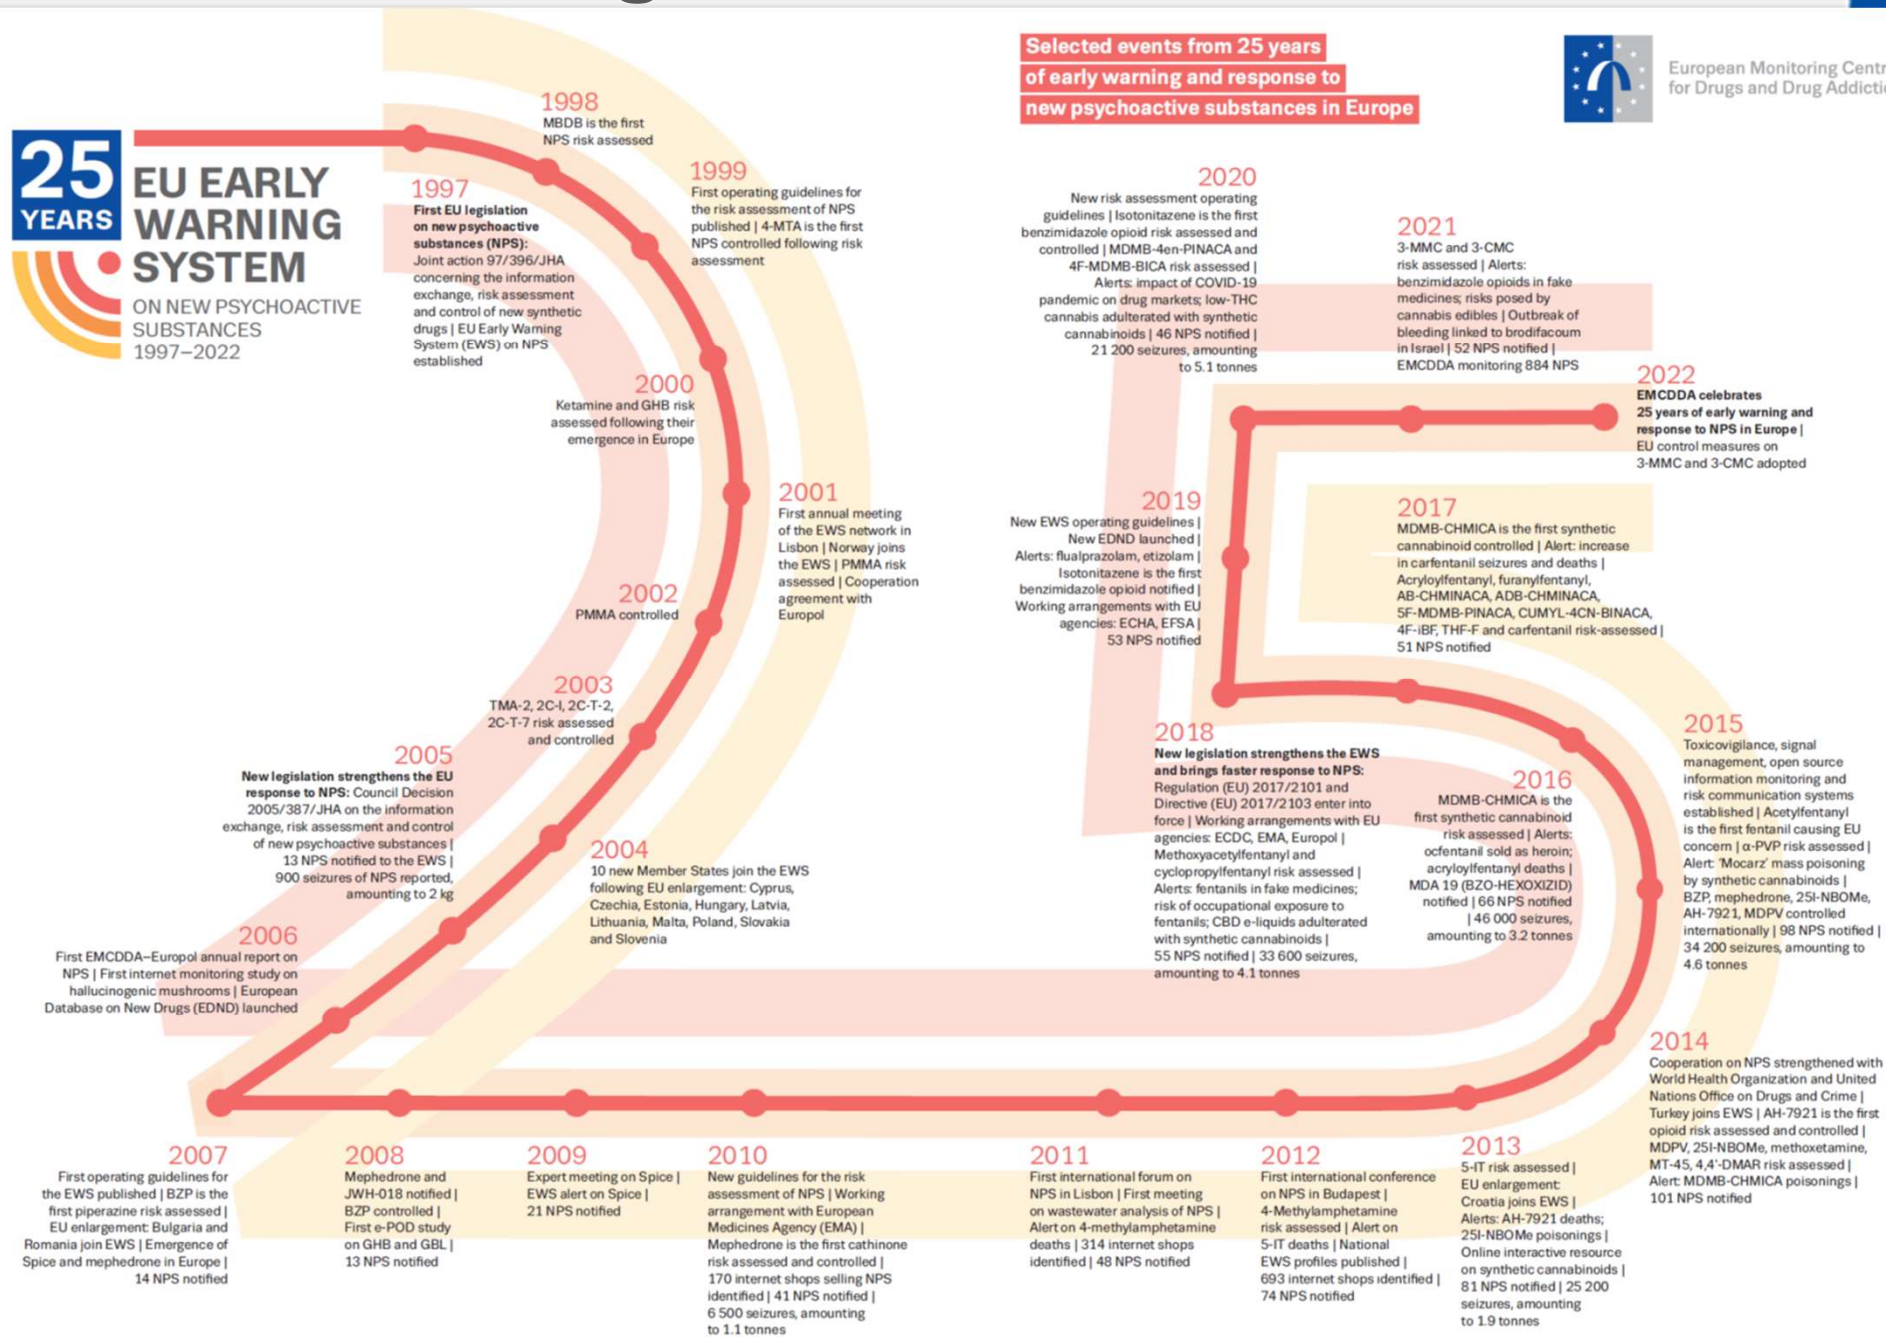 25
YEARS
EU EARLY
WARNING
SYSTEM
ON NEW PSYCHOACTIVE
SUBSTANCES
1997–2022
Selected events from 25 years
of early warning and response to
new psychoactive substances in Europe
European Monitoring Centr
for Drugs and Drug Addictio
1997
First EU legislation
on new psychoactive
substances (NPS):
Joint action 97/396/JHA
concerning the information
exchange, risk assessment
and control of new synthetic
drugs | EU Early Warning
System (EWS) on NPS
established
1998
MBDB is the first
NPS risk assessed
1999
First operating guidelines for
the risk assessment of NPS
published | 4-MTA is the first
NPS controlled following risk
assessment
2000
Ketamine and GHB risk
assessed following their
emergence in Europe
2001
First annual meeting
of the EWS network in
Lisbon | Norway joins
the EWS | PMMA risk
assessed | Cooperation
agreement with
Europol
2002
PMMA controlled
2003
TMA-2, 2C-I, 2C-T-2,
2C-T-7 risk assessed
and controlled
2004
10 new Member States join the EWS
following EU enlargement: Cyprus,
Czechia, Estonia, Hungary, Latvia,
Lithuania, Malta, Poland, Slovakia
and Slovenia
2005
New legislation strengthens the EU
response to NPS: Council Decision
2005/387/JHA on the information
exchange, risk assessment and control
of new psychoactive substances |
13 NPS notified to the EWS |
900 seizures of NPS reported,
amounting to 2 kg
2006
First EMCDDA–Europol annual report on
NPS | First internet monitoring study on
hallucinogenic mushrooms | European
Database on New Drugs (EDND) launched
2007
First operating guidelines for
the EWS published | BZP is the
first piperazine risk assessed |
EU enlargement: Bulgaria and
Romania join EWS | Emergence of
Spice and mephedrone in Europe |
14 NPS notified
2008
Mephedrone and
JWH-018 notified |
BZP controlled |
First e-POD study
on GHB and GBL |
13 NPS notified
2009
Expert meeting on Spice |
EWS alert on Spice |
21 NPS notified
2010
New guidelines for the risk
assessment of NPS | Working
arrangement with European
Medicines Agency (EMA) |
Mephedrone is the first cathinone
risk assessed and controlled |
170 internet shops selling NPS
identified | 41 NPS notified |
6 500 seizures, amounting
to 1.1 tonnes
2011
First international forum on
NPS in Lisbon | First meeting
on wastewater analysis of NPS |
Alert on 4-methylamphetamine
deaths | 314 internet shops
identified | 48 NPS notified
2012
First international conference
on NPS in Budapest |
4-Methylamphetamine
risk assessed | Alert on
5-IT deaths | National
EWS profiles published |
693 internet shops identified |
74 NPS notified
2013
5-IT risk assessed |
EU enlargement:
Croatia joins EWS |
Alerts: AH-7921 deaths;
25I-NBOMe poisonings |
Online interactive resource
on synthetic cannabinoids |
81 NPS notified | 25 200
seizures, amounting
to 1.9 tonnes
2014
Cooperation on NPS strengthened with
World Health Organization and United
Nations Office on Drugs and Crime |
Turkey joins EWS | AH-7921 is the first
opioid risk assessed and controlled |
MDPV, 25I-NBOMe, methoxetamine,
MT-45, 4,4'-DMAR risk assessed |
Alert: MDMB-CHMICA poisonings |
101 NPS notified
2015
Toxicovigilance, signal
management, open source
information monitoring and
risk communication systems
established | Acetylfentanyl
is the first fentanil causing EU
concern | α-PVP risk assessed |
Alert: 'Mocarz' mass poisoning
by synthetic cannabinoids |
BZP, mephedrone, 25I-NBOMe,
AH-7921, MDPV controlled
internationally | 98 NPS notified |
34 200 seizures, amounting to
4.6 tonnes
2016
MDMB-CHMICA is the
first synthetic cannabinoid
risk assessed | Alerts:
ocfentanil sold as heroin;
acryloylfentanyl deaths |
MDA 19 (BZO-HEXOXIZID)
notified | 66 NPS notified
| 46 000 seizures,
amounting to 3.2 tonnes
2017
MDMB-CHMICA is the first synthetic
cannabinoid controlled | Alert: increase
in carfentanil seizures and deaths |
Acryloylfentanyl, furanylfentanyl,
AB-CHMINACA, ADB-CHMINACA,
5F-MDMB-PINACA, CUMYL-4CN-BINACA,
4F-iBF, THF-F and carfentanil risk-assessed |
51 NPS notified
2018
New legislation strengthens the EWS
and brings faster response to NPS:
Regulation (EU) 2017/2101 and
Directive (EU) 2017/2103 enter into
force | Working arrangements with EU
agencies: ECDC, EMA, Europol |
Methoxyacetylfentanyl and
cyclopropylfentanyl risk assessed |
Alerts: fentanils in fake medicines;
risk of occupational exposure to
fentanils; CBD e-liquids adulterated
with synthetic cannabinoids |
55 NPS notified | 33 600 seizures,
amounting to 4.1 tonnes
2019
New EWS operating guidelines |
New EDND launched |
Alerts: flualprazolam, etizolam |
Isotonitazene is the first
benzimidazole opioid notified |
Working arrangements with EU
agencies: ECHA, EFSA |
53 NPS notified
2020
New risk assessment operating
guidelines | Isotonitazene is the first
benzimidazole opioid risk assessed and
controlled | MDMB-4en-PINACA and
4F-MDMB-BICA risk assessed |
Alerts: impact of COVID-19
pandemic on drug markets; low-THC
cannabis adulterated with synthetic
cannabinoids | 46 NPS notified |
21 200 seizures, amounting
to 5.1 tonnes
2021
3-MMC and 3-CMC
risk assessed | Alerts:
benzimidazole opioids in fake
medicines; risks posed by
cannabis edibles | Outbreak of
bleeding linked to brodifacoum
in Israel | 52 NPS notified |
EMCDDA monitoring 884 NPS
2022
EMCDDA celebrates
25 years of early warning and
response to NPS in Europe |
EU control measures on
3-MMC and 3-CMC adopted